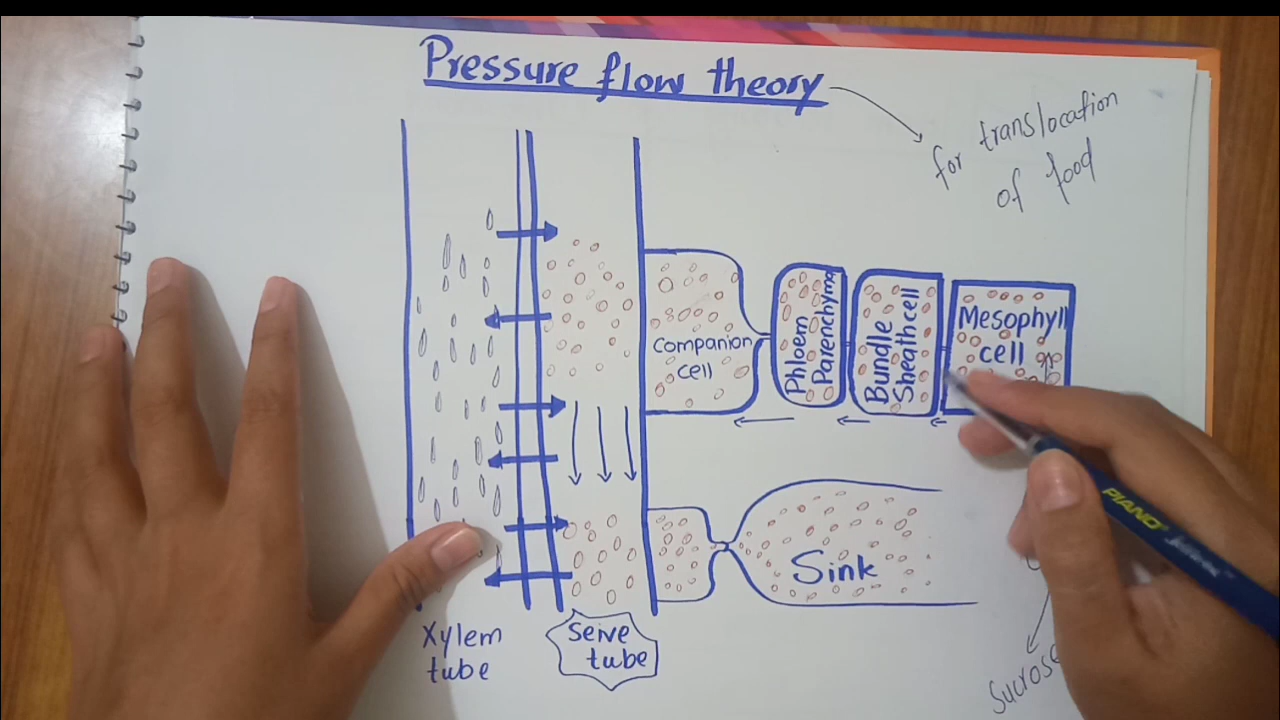 Pressure flow theory
for translocation
of food
Companion
cell
Phloem
Parenchyma
Bundle
Sheath cell
Mesophyll
cell
Sink
Xylem
tube
Seive
tube
Sucrose
PIANO